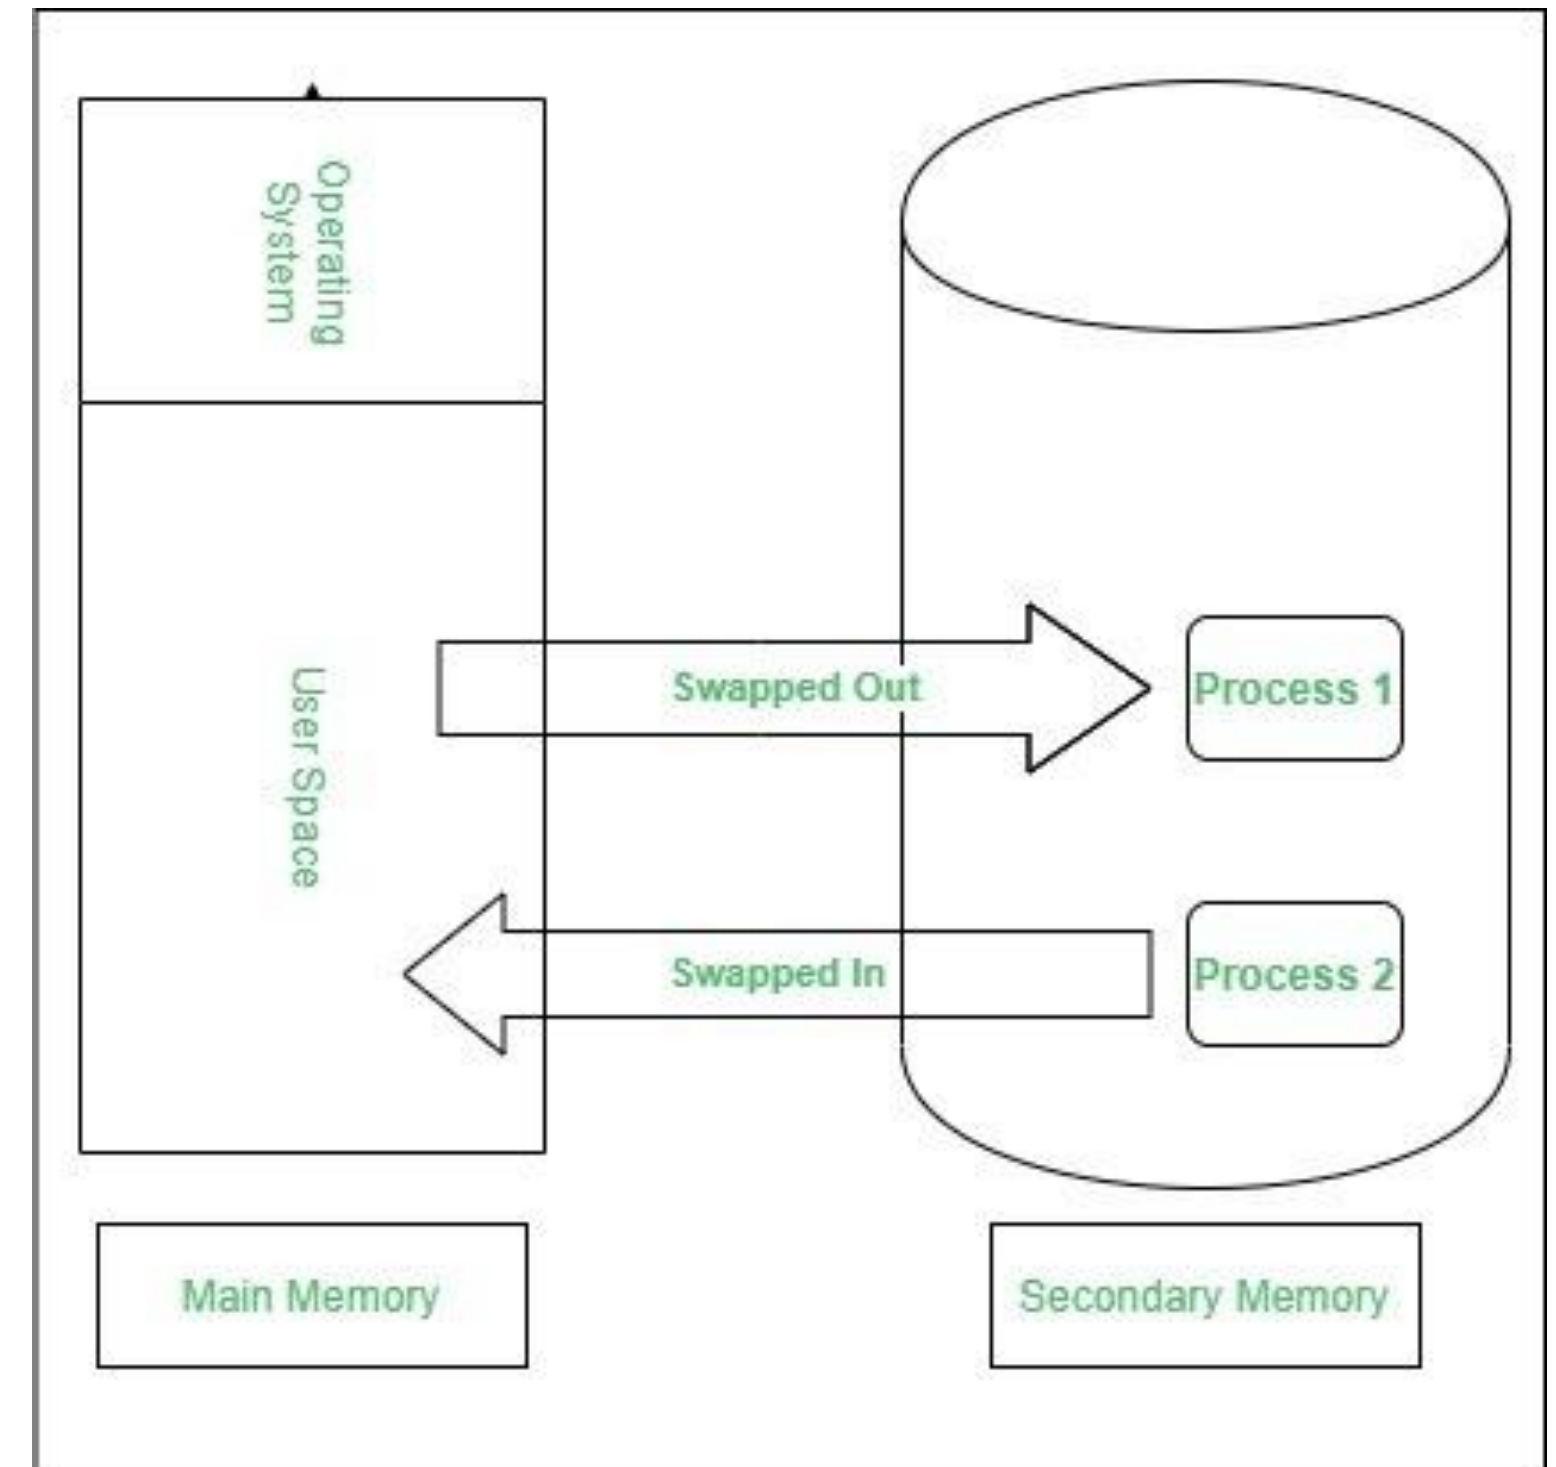 Operating
System
User Space
Swapped Out
Process 1
Swapped In
Process 2
Main Memory
Secondary Memory